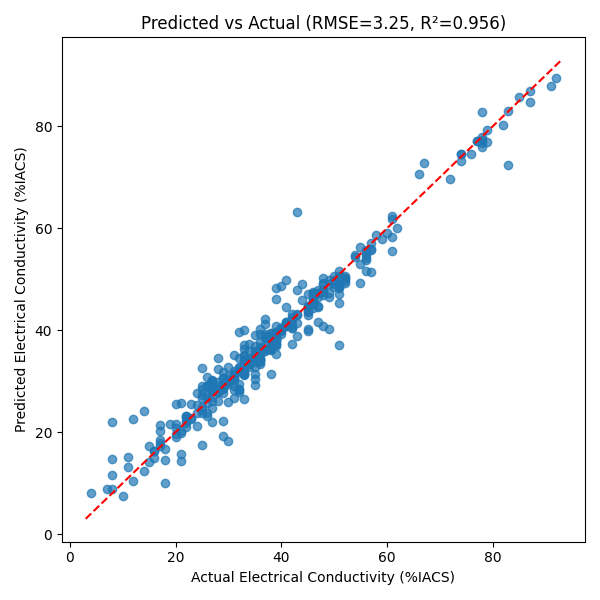 Predicted vs Actual (RMSE=3.25, R²=0.956)
Predicted Electrical Conductivity (%IACS)
80
60
40
20
0
0 20 40 60 80
Actual Electrical Conductivity (%IACS)